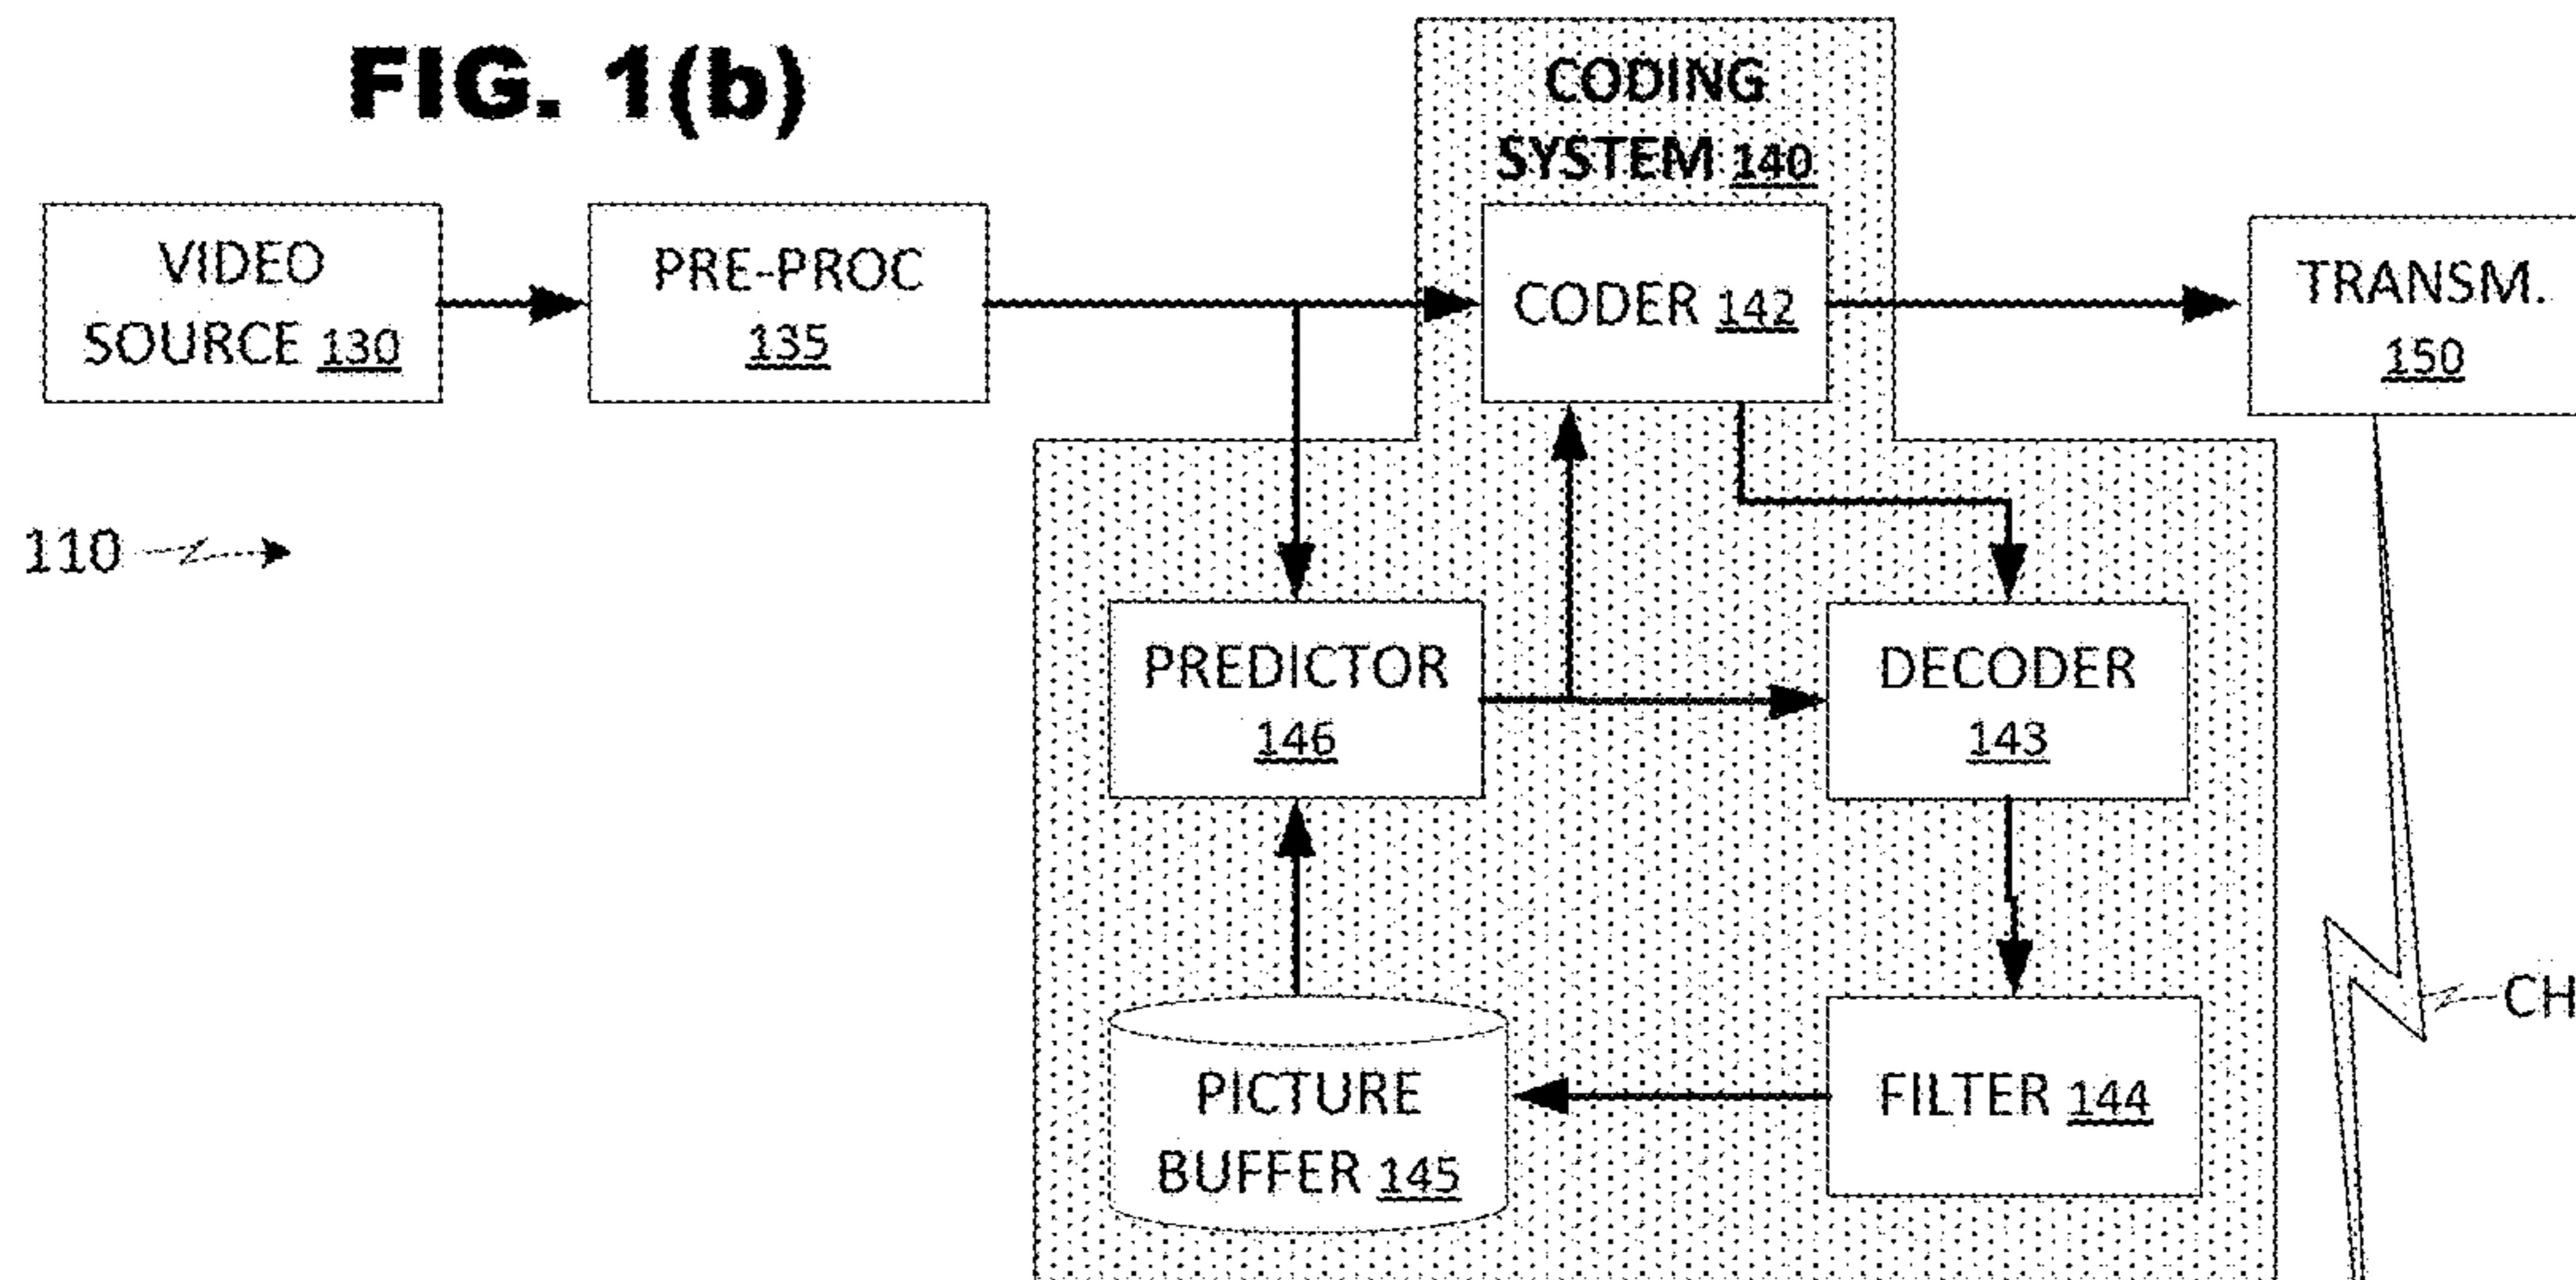 FIG. 1(b)
CODING
SYSTEM 140
VIDEO
SOURCE 130
PRE-PROC
135
CODER 142
TRANSM.
150
110
PREDICTOR
146
DECODER
143
CH
PICTURE
BUFFER 145
FILTER 144